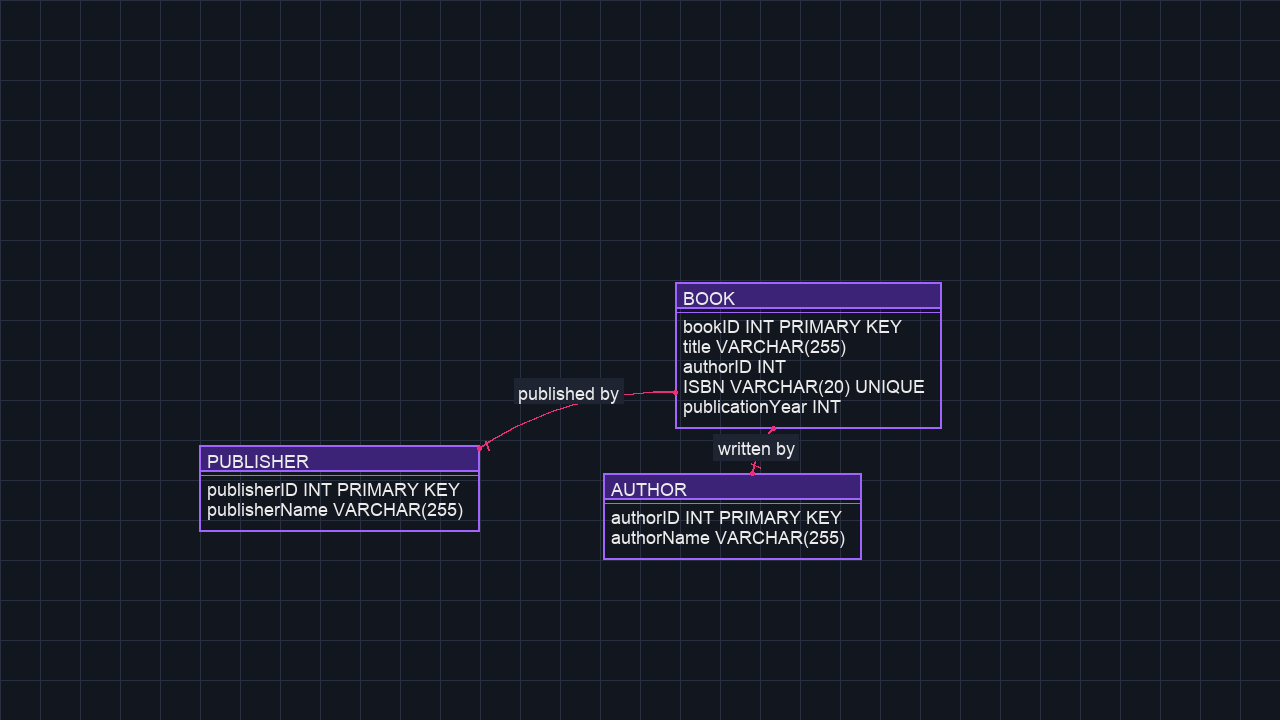 BOOK
bookID INT PRIMARY KEY
title VARCHAR(255)
authorID INT
ISBN VARCHAR(20) UNIQUE
publicationYear INT
published by
written by
PUBLISHER
publisherID INT PRIMARY KEY
publisherName VARCHAR(255)
AUTHOR
authorID INT PRIMARY KEY
authorName VARCHAR(255)